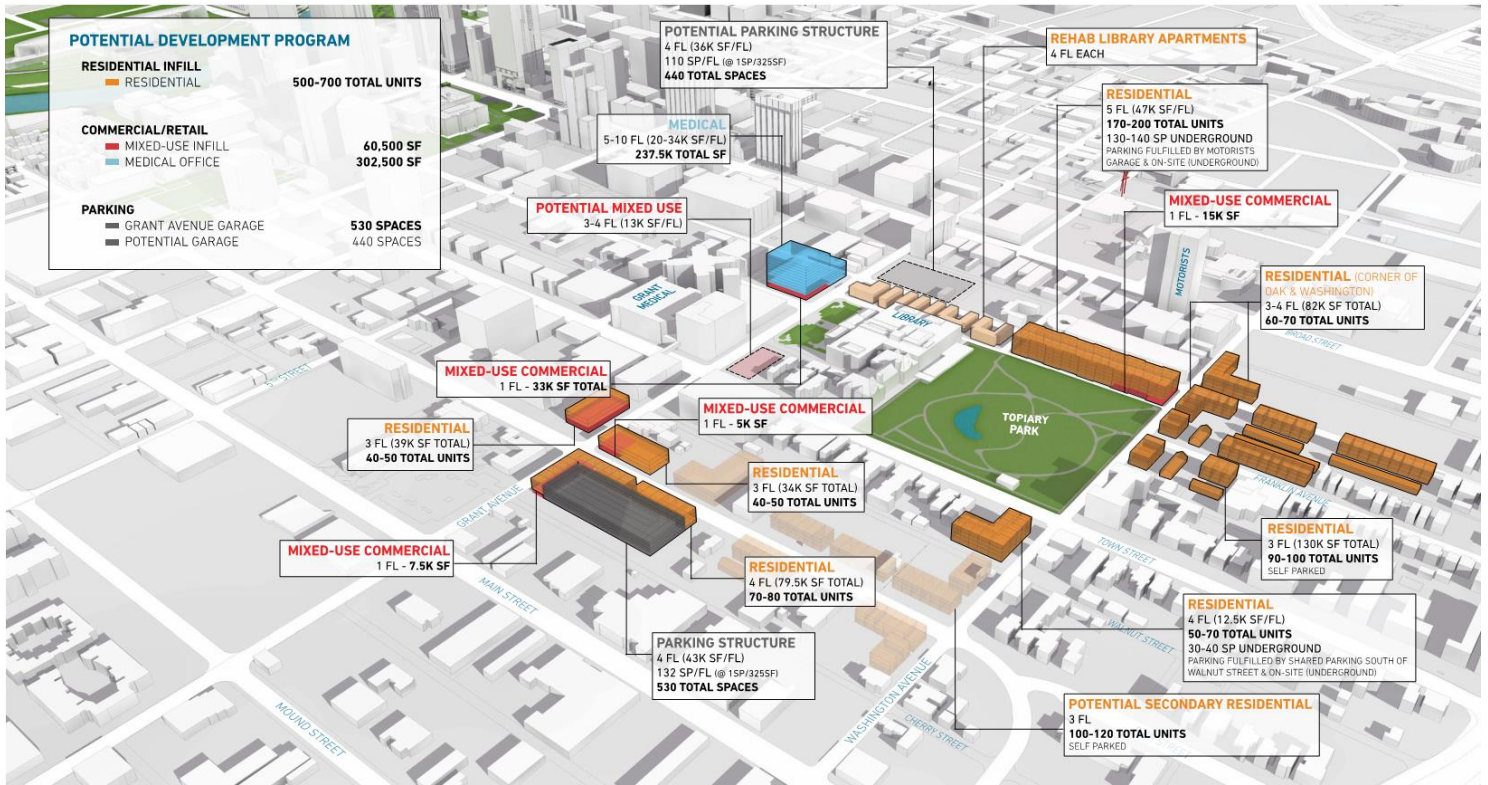 POTENTIAL DEVELOPMENT PROGRAM
RESIDENTIAL INFILL
RESIDENTIAL 500-700 TOTAL UNITS
COMMERCIAL/RETAIL
MIXED-USE INFILL 60,500 SF
MEDICAL OFFICE 302,500 SF
PARKING
GRANT AVENUE GARAGE 530 SPACES
POTENTIAL GARAGE 440 SPACES
POTENTIAL PARKING STRUCTURE
4 FL (36K SF/FL)
110 SP/FL (@ 1SP/325SF)
440 TOTAL SPACES
REHAB LIBRARY APARTMENTS
4 FL EACH
RESIDENTIAL
5 FL (47K SF/FL)
170-200 TOTAL UNITS
130-140 SP UNDERGROUND
PARKING FULFILLED BY MOTORISTS
GARAGE & ON-SITE (UNDERGROUND)
MEDICAL
5-10 FL (20-34K SF/FL)
237.5K TOTAL SF
POTENTIAL MIXED USE
3-4 FL (13K SF/FL)
MIXED-USE COMMERCIAL
1 FL - 15K SF
MOTORISTS
RESIDENTIAL (CORNER OF
OAK & WASHINGTON)
3-4 FL (82K SF TOTAL)
60-70 TOTAL UNITS
GRANT
MEDICAL
LIBRARY
BROAD STREET
5TH STREET
MIXED-USE COMMERCIAL
1 FL - 33K SF TOTAL
MIXED-USE COMMERCIAL
1 FL - 5K SF
TOPIARY
PARK
RESIDENTIAL
3 FL (39K SF TOTAL)
40-50 TOTAL UNITS
RESIDENTIAL
3 FL (34K SF TOTAL)
40-50 TOTAL UNITS
FRANKLIN AVENUE
GRANT AVENUE
RESIDENTIAL
3 FL (130K SF TOTAL)
90-100 TOTAL UNITS
SELF PARKED
MIXED-USE COMMERCIAL
1 FL - 7.5K SF
TOWN STREET
MAIN STREET
RESIDENTIAL
4 FL (79.5K SF TOTAL)
70-80 TOTAL UNITS
RESIDENTIAL
4 FL (12.5K SF/FL)
50-70 TOTAL UNITS
30-40 SP UNDERGROUND
PARKING FULFILLED BY SHARED PARKING SOUTH OF
WALNUT STREET & ON-SITE (UNDERGROUND)
WALNUT STREET
PARKING STRUCTURE
4 FL (43K SF/FL)
132 SP/FL (@ 1SP/325SF)
530 TOTAL SPACES
WASHINGTON AVENUE
CHERRY STREET
MOUND STREET
POTENTIAL SECONDARY RESIDENTIAL
3 FL
100-120 TOTAL UNITS
SELF PARKED